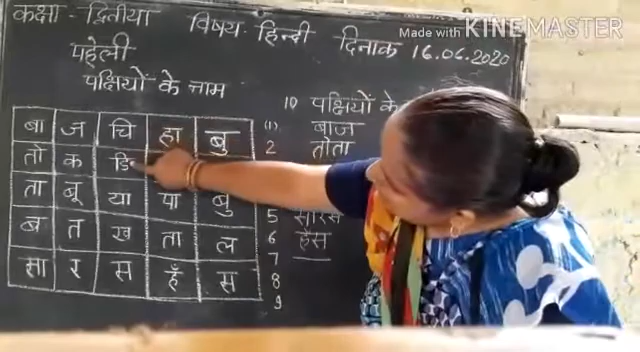 Made with KINEMASTER
कक्षा- द्वितीया विषय- हिन्दी दिनाक 16.06.2020
पहेली
पक्षियों के नाम
10 पक्षियों के
बा ज चि हा बु
तो क डि
ता बू या पा बु
ब त ख ता ल
सा र स हँ स
(1) बाज
2 तोता
5 सारस
6 हँस
7
8
9